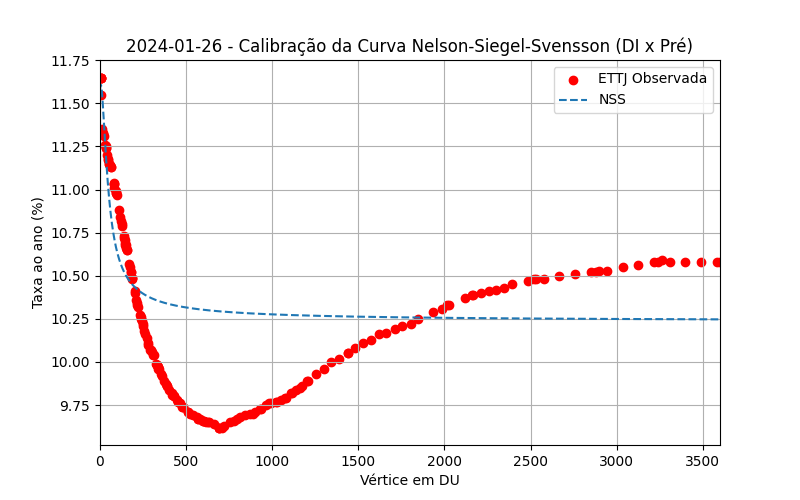 2024-01-26 - Calibração da Curva Nelson-Siegel-Svensson (DI x Pré)
ETTJ Observada
NSS
Taxa ao ano (%)
11.75
11.50
11.25
11.00
10.75
10.50
10.25
10.00
9.75
0 500 1000 1500 2000 2500 3000 3500
Vértice em DU